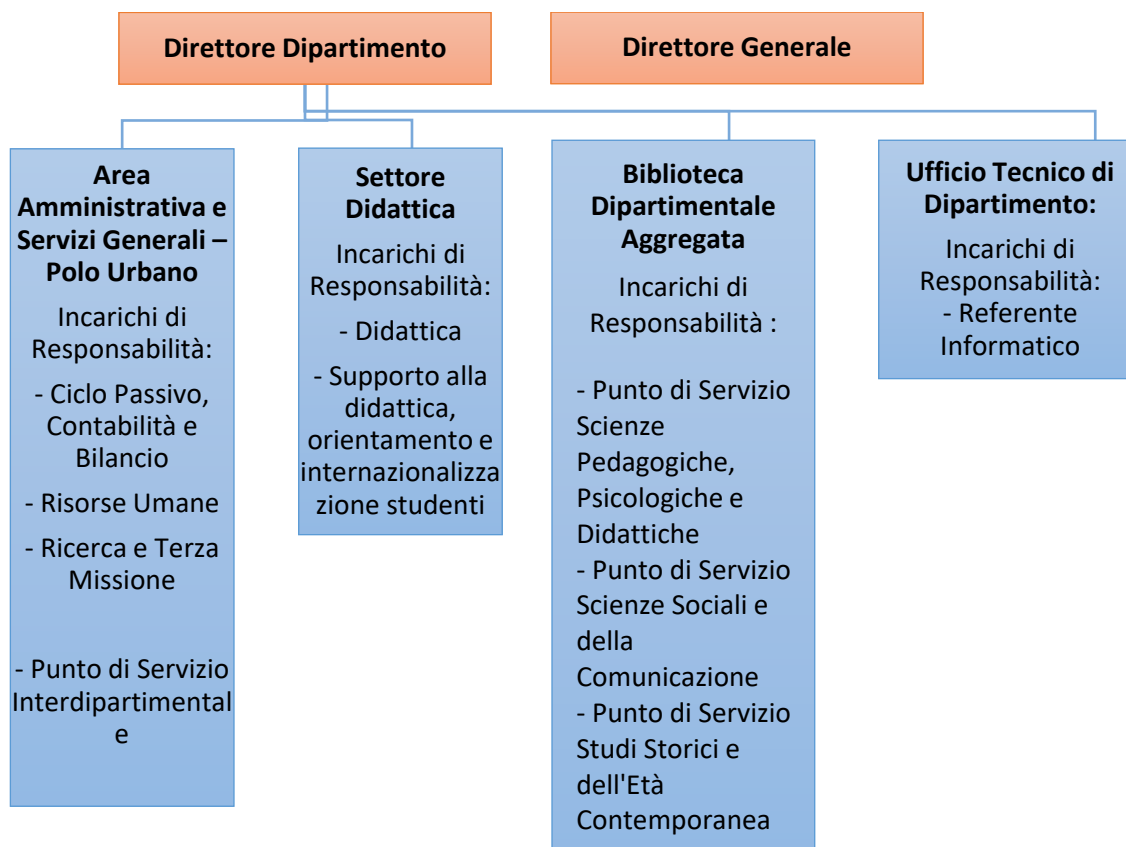 Direttore Dipartimento
Direttore Generale
Area
Amministrativa e
Servizi Generali –
Polo Urbano
Incarichi di
Responsabilità:
- Ciclo Passivo,
Contabilità e
Bilancio
- Risorse Umane
- Ricerca e Terza
Missione
- Punto di Servizio
Interdipartimental
e
Settore
Didattica
Incarichi di
Responsabilità:
- Didattica
- Supporto alla
didattica,
orientamento e
internazionalizza
zione studenti
Biblioteca
Dipartimentale
Aggregata
Incarichi di
Responsabilità :
- Punto di Servizio
Scienze
Pedagogiche,
Psicologiche e
Didattiche
- Punto di Servizio
Scienze Sociali e
della
Comunicazione
- Punto di Servizio
Studi Storici e
dell'Età
Contemporanea
Ufficio Tecnico di
Dipartimento:
Incarichi di
Responsabilità:
- Referente
Informatico